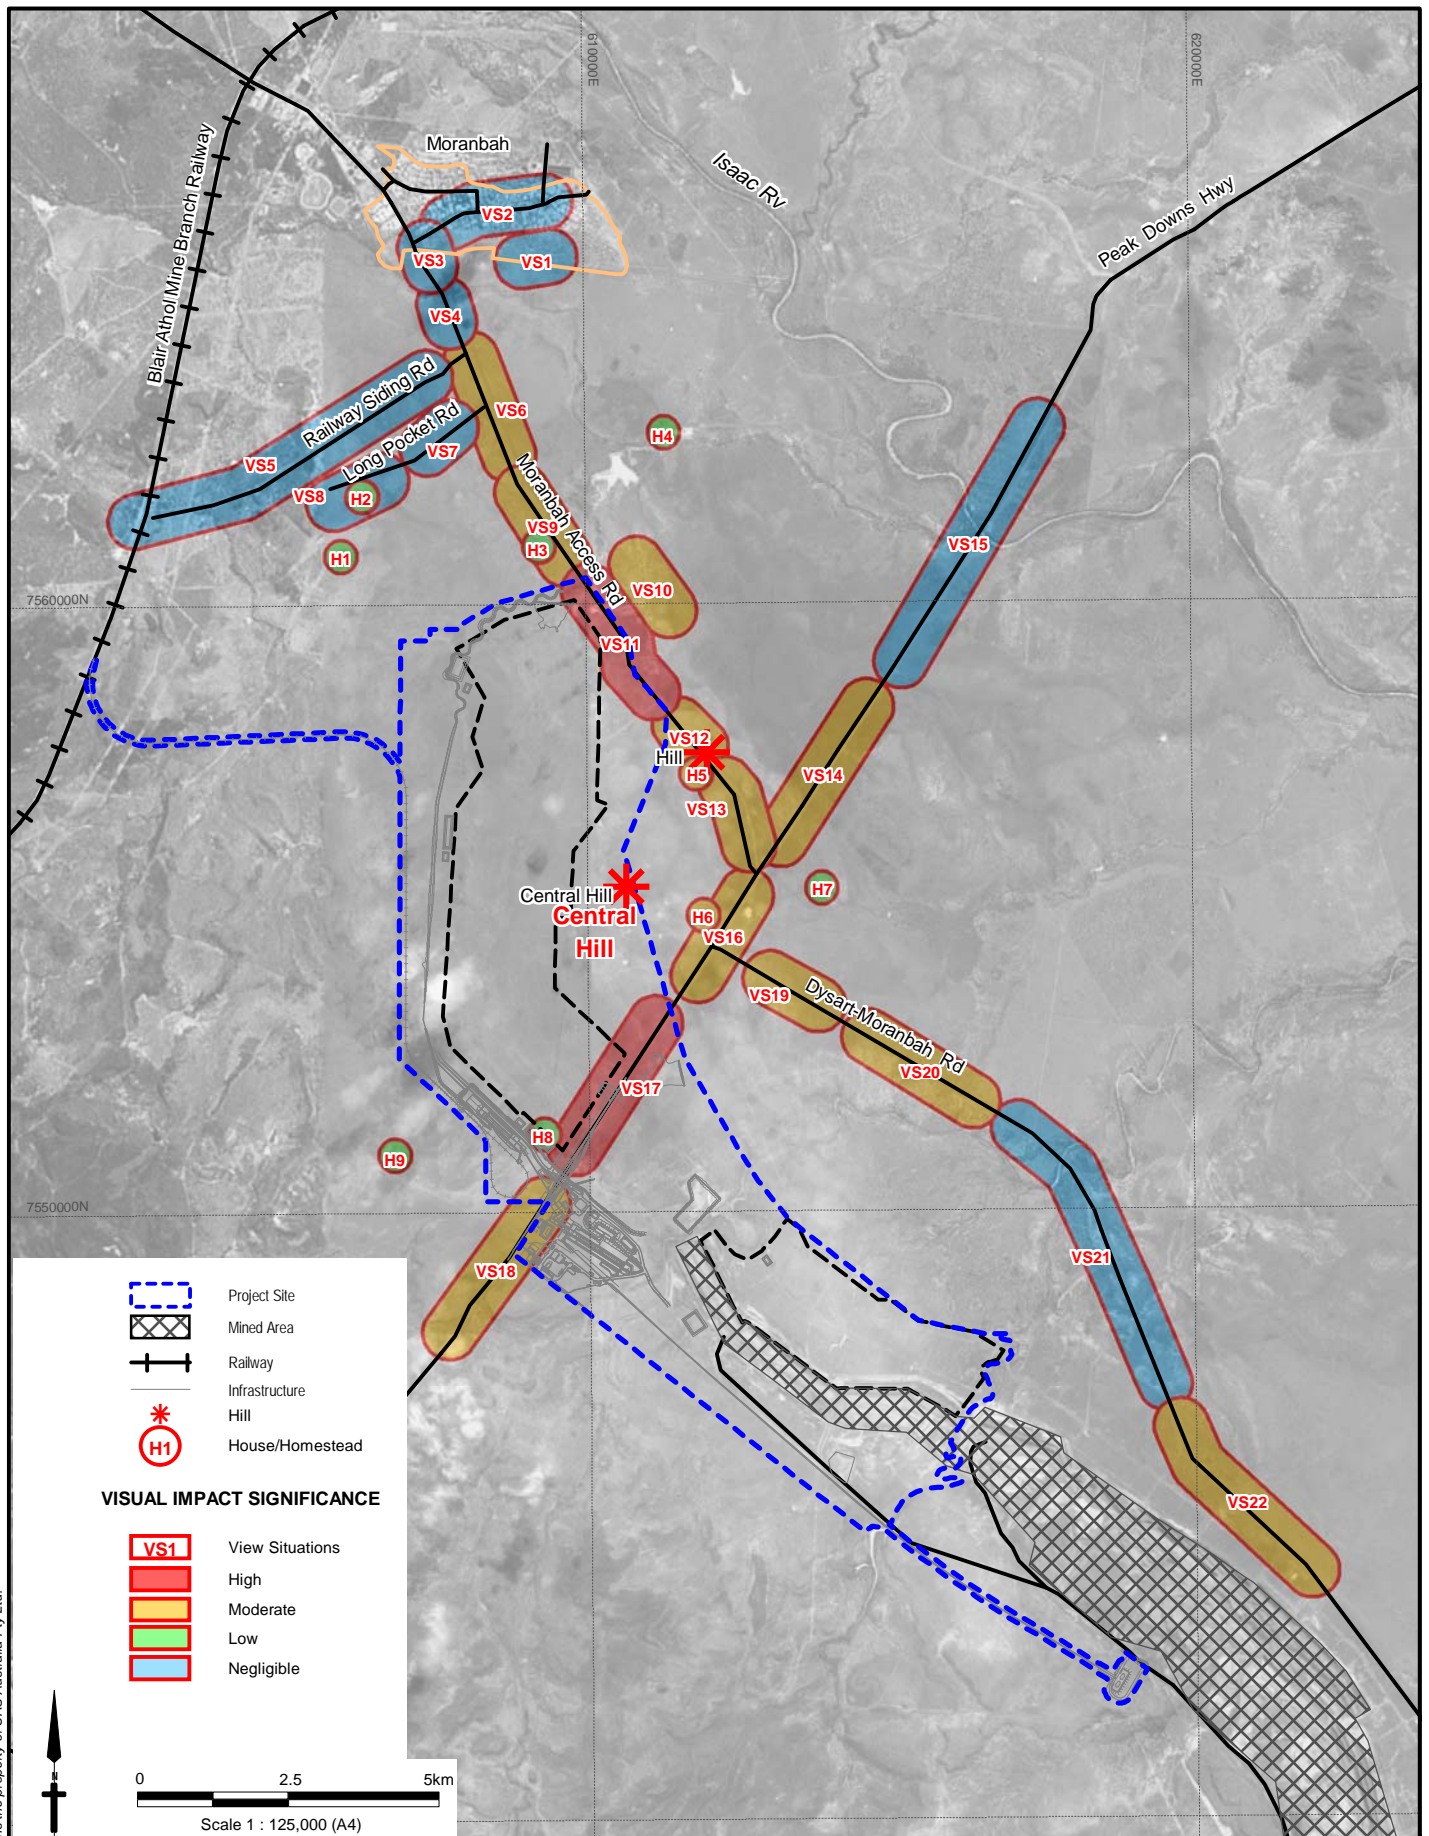 610000E
620000E
Moranbah
Isaac Rv
Blair Athol Mine Branch Railway
Peak Downs Hwy
VS2
VS3
VS1
VS4
Railway Siding Rd
VS6
Long Pocket Rd
H4
VS7
VS5
VS8
H2
Moranbah Access Rd
VS9
H3
VS15
H1
VS10
7560000N
VS11
VS12
Hill
H5
VS14
VS13
Central Hill
H7
Central
Hill
H6
VS16
Dysart-Moranbah Rd
VS19
VS20
VS17
H8
H9
7550000N
VS21
VS18
VS22
Project Site
Mined Area
Railway
Infrastructure
Hill
H1
House/Homestead
VISUAL IMPACT SIGNIFICANCE
VS1
View Situations
High
Moderate
Low
Negligible
N
0
2.5
5km
Scale 1 : 125,000 (A4)